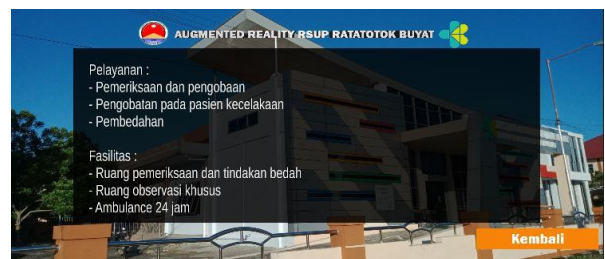 AUGMENTED REALITY RSUP RATATOTOK BUYAT
Pelayanan :
- Pemeriksaan dan pengobaan
- Pengobatan pada pasien kecelakaan
- Pembedahan
Fasilitas :
- Ruang pemeriksaan dan tindakan bedah
- Ruang observasi khusus
- Ambulance 24 jam
Kembali